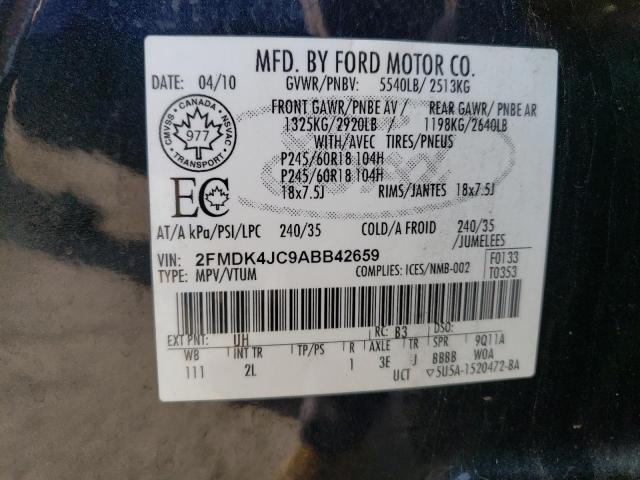 MFD. BY FORD MOTOR CO.
DATE: 04/10 GVWR/PNBV: 5540LB/ 2513KG
FRONT GAWR/PNBE AV/ REAR GAWR/ PNBE AR
1325KG/2920LB 1198KG/2640LB
WITH/AVEC TIRES/PNEUS
P245/60R18 104H
P245/60R18 104H
18x7.5J RIMS/JANTES 18x7.5J
CANADA
CMVSS NSVAC
977
TRANSPORT
EC
AT/A kPa/PSI/LPC 240/35 COLD/A FROID 240/35
/JUMELEES
VIN: 2FMDK4JC9ABB42659 F0133
TYPE: MPV/VTUM COMPLIES: ICES/NMB-002 T0353
EXT PNT: UH RC: B3 DSO:
WB INT TR TP/PS R AXLE TR SPR 9Q11A
111 2L 1 3E J BBBB WOA
UCT ▽5U5A-1520472-BA